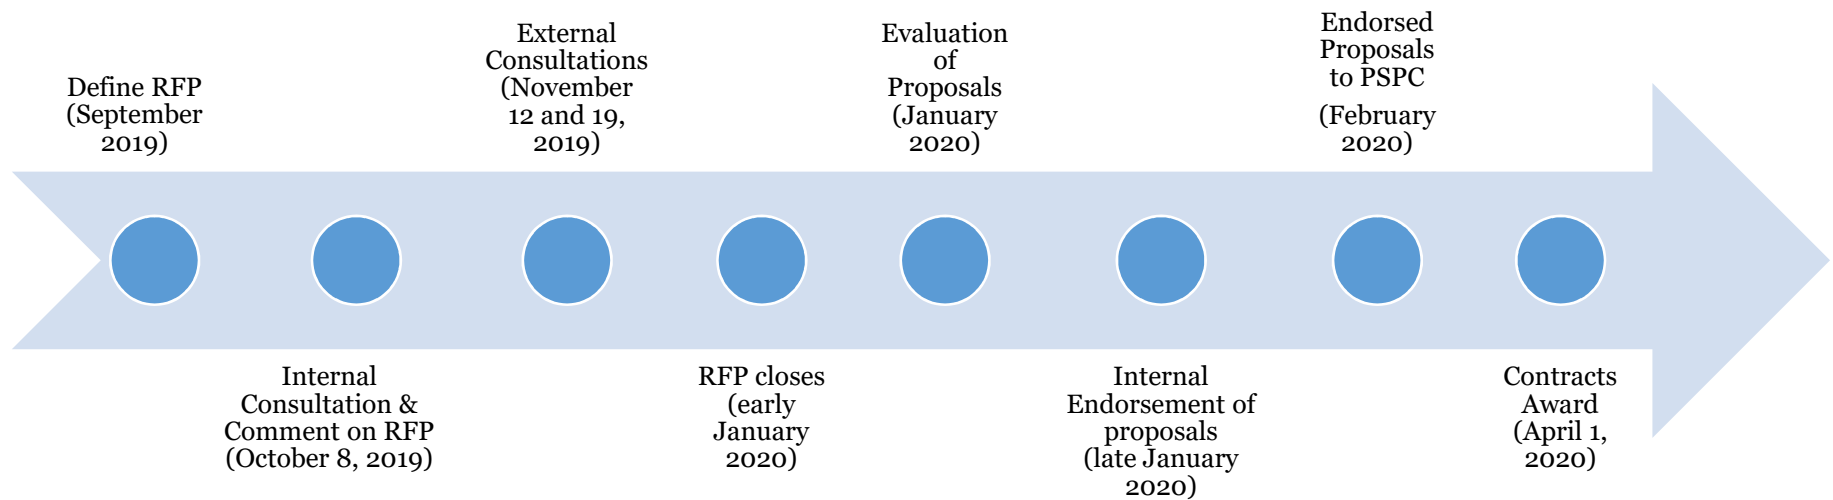 Define RFP
(September
2019)
Internal
Consultation &
Comment on RFP
(October 8, 2019)
External
Consultations
(November
12 and 19,
2019)
RFP closes
(early
January
2020)
Evaluation
of
Proposals
(January
2020)
Internal
Endorsement of
proposals
(late January
2020)
Endorsed
Proposals
to PSPC
(February
2020)
Contracts
Award
(April 1,
2020)